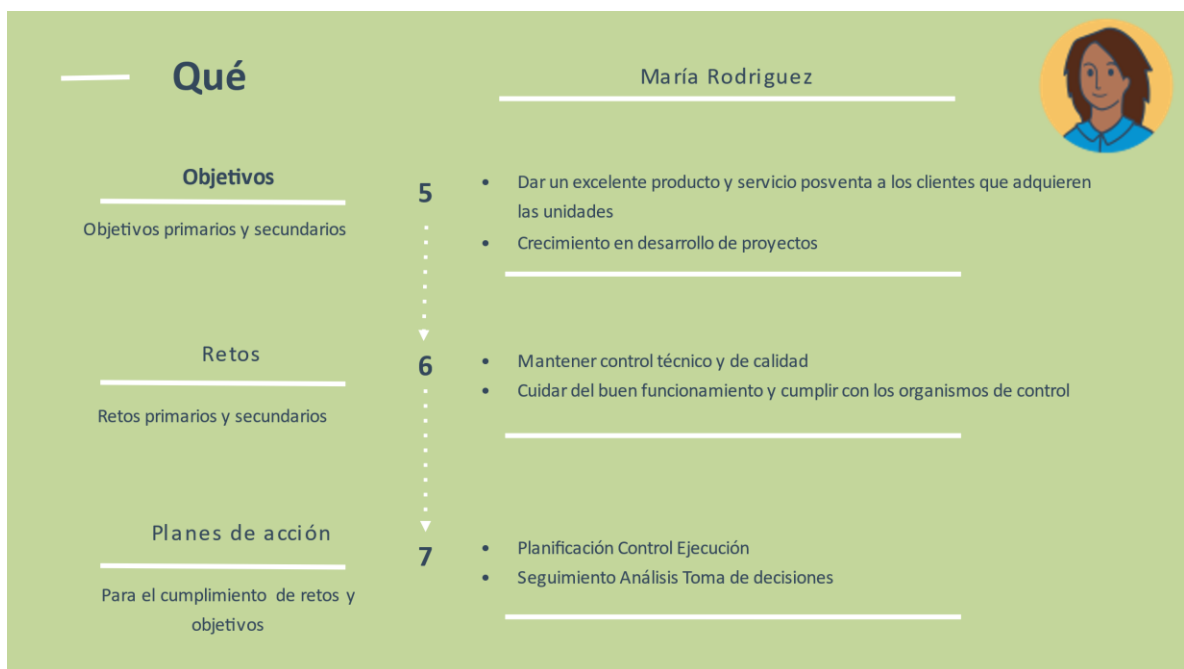 Qué
María Rodriguez
Objetivos
Objetivos primarios y secundarios
5
• Dar un excelente producto y servicio posventa a los clientes que adquieren
las unidades
• Crecimiento en desarrollo de proyectos
Retos
Retos primarios y secundarios
6
• Mantener control técnico y de calidad
• Cuidar del buen funcionamiento y cumplir con los organismos de control
Planes de acción
Para el cumplimiento de retos y
objetivos
7
• Planificación Control Ejecución
• Seguimiento Análisis Toma de decisiones